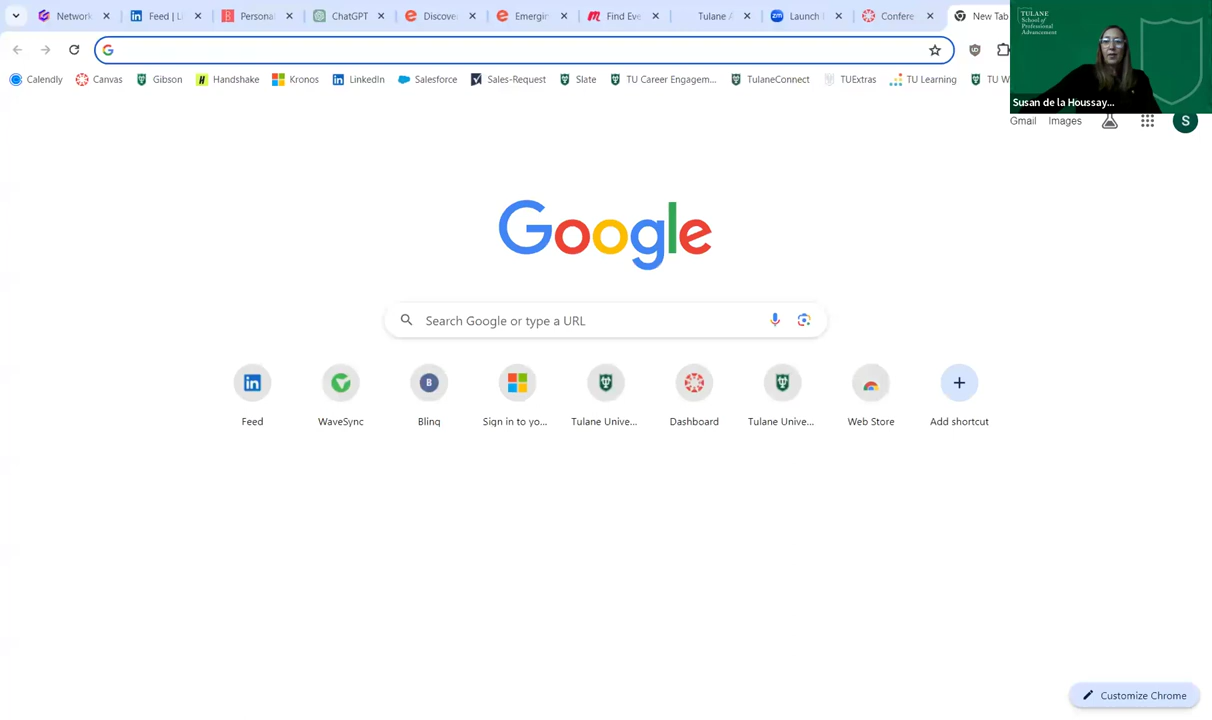 Network
Feed | Li
Persona
ChatGPT
Discove
Emergin
Find Eve
Tulane A
Launch
Confere
New Tab
Calendly
Canvas
Gibson
Handshake
Kronos
LinkedIn
Salesforce
Sales-Request
Slate
TU Career Engagem...
TulaneConnect
TUExtras
TU Learning
TU W
TULANE
School of
Professional
Advancement
Susan de la Houssay...
Gmail
Images
S
Google
Search Google or type a URL
Feed
WaveSync
B
Blinq
Sign in to yo...
Tulane Unive...
Dashboard
Tulane Unive...
Web Store
Add shortcut
Customize Chrome